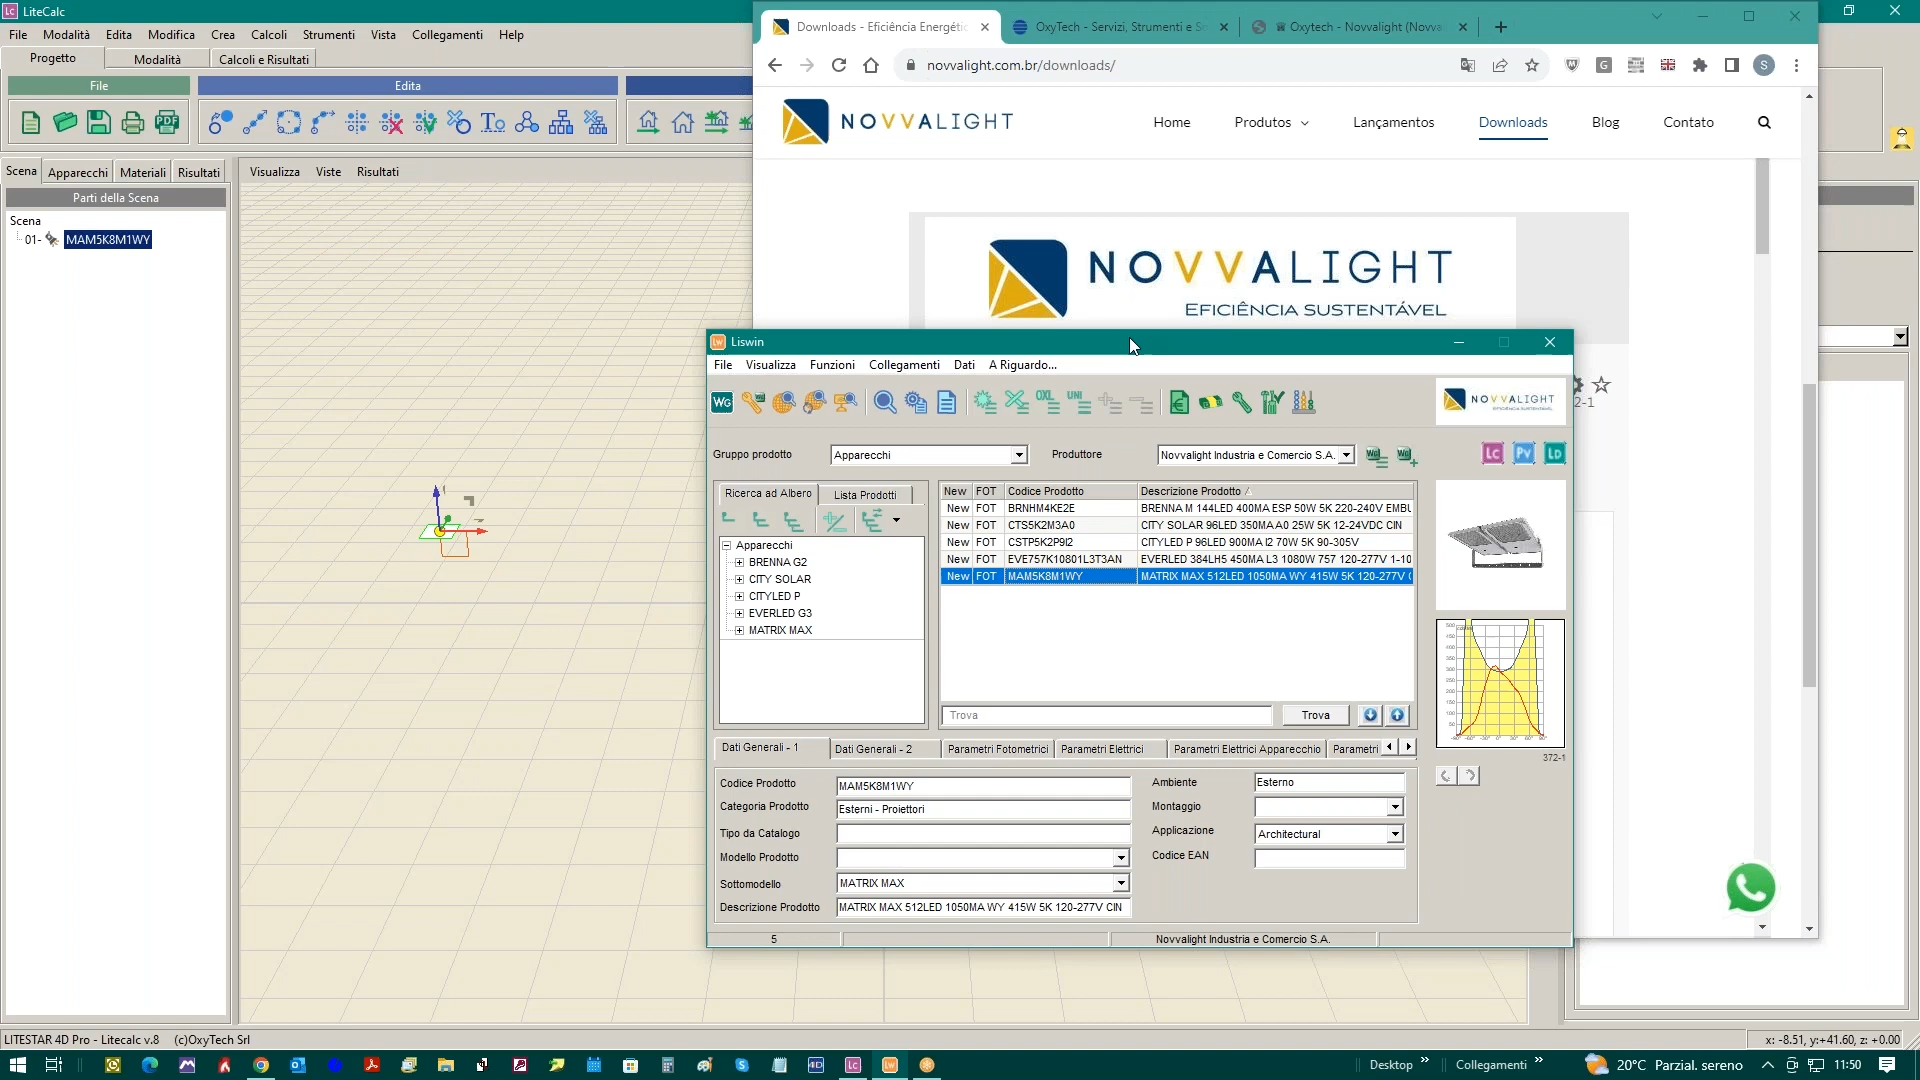 LiteCalc
File Modalità Edita Modifica Crea Calcoli Strumenti Vista Collegamenti Help
Progetto Modalità Calcoli e Risultati
File Edita
Scena Apparecchi Materiali Risultati
Parti della Scena
Scena
01- MAM5K8M1WY
Visualizza Viste Risultati
Downloads - Eficiência Energétic
OxyTech - Servizi, Strumenti e S
Oxytech - Novvalight (Novva
novvalight.com.br/downloads/
NOVVALIGHT
Home Produtos Lançamentos Downloads Blog Contato
NOVVALIGHT
EFICIÊNCIA SUSTENTÁVEL
2-1
Liswin
File Visualizza Funzioni Collegamenti Dati A Riguardo...
NOVVALIGHT
Gruppo prodotto Apparecchi Produttore Novvalight Industria e Comercio S.A.
Ricerca ad Albero Lista Prodotti
Apparecchi
BRENNA G2
CITY SOLAR
CITYLED P
EVERLED G3
MATRIX MAX
New FOT Codice Prodotto Descrizione Prodotto
New FOT BRNHM4KE2E BRENNA M 144LED 400MA ESP 50W 5K 220-240V EMBU
New FOT CTS5K2M3A0 CITY SOLAR 96LED 350MA A0 25W 5K 12-24VDC CIN
New FOT CSTP5K2P9I2 CITYLED P 96LED 900MA I2 70W 5K 90-305V
New FOT EVE757K10801L3T3AN EVERLED 384LH5 450MA L3 1080W 757 120-277V 1-10
New FOT MAM5K8M1WY MATRIX MAX 512LED 1050MA WY 415W 5K 120-277V
Trova Trova
372-1
Dati Generali - 1 Dati Generali - 2 Parametri Fotometrici Parametri Elettrici Parametri Elettrici Apparecchio Parametri
Codice Prodotto MAM5K8M1WY
Categoria Prodotto Esterni - Proiettori
Tipo da Catalogo
Modello Prodotto
Sottomodello MATRIX MAX
Descrizione Prodotto MATRIX MAX 512LED 1050MA WY 415W 5K 120-277V CIN
Ambiente Esterno
Montaggio
Applicazione Architectural
Codice EAN
5 Novvalight Industria e Comercio S.A.
LITESTAR 4D Pro - Litecalc v.8 (c)OxyTech Srl
x: -8.51, y:+41.60, z: +0.00
Desktop Collegamenti 20°C Parzial. sereno 11:50